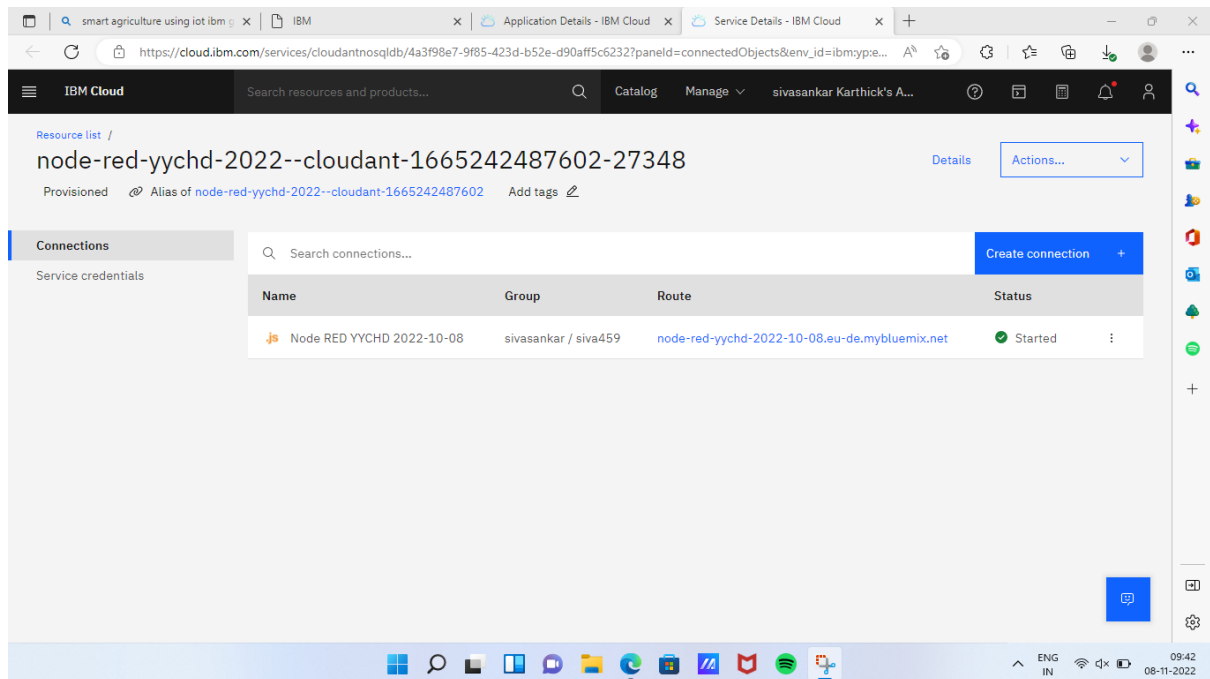 smart agriculture using iot ibm g
IBM
Application Details - IBM Cloud
Service Details - IBM Cloud
https://cloud.ibm.com/services/cloudantnosqldb/4a3f98e7-9f85-423d-b52e-d90aff5c6232?paneId=connectedObjects&env_id=ibm:yp:e...
IBM Cloud
Search resources and products...
Catalog
Manage
sivasankar Karthick's A...
Resource list /
node-red-yychd-2022--cloudant-1665242487602-27348
Details
Actions...
Provisioned
Alias of node-red-yychd-2022--cloudant-1665242487602
Add tags
Connections
Service credentials
Search connections...
Create connection +
Name Group Route Status
.js Node RED YYCHD 2022-10-08 sivasankar / siva459 node-red-yychd-2022-10-08.eu-de.mybluemix.net Started
ENG
IN
09:42
08-11-2022